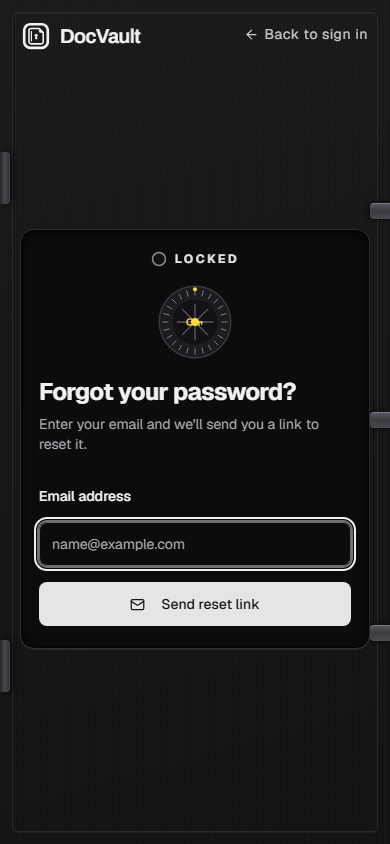 DocVault
← Back to sign in
LOCKED
Forgot your password?
Enter your email and we'll send you a link to
reset it.
Email address
name@example.com
Send reset link